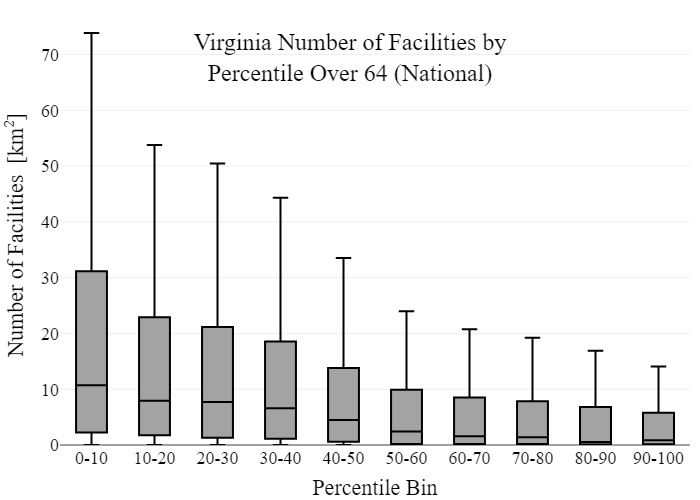 Virginia Number of Facilities by
Percentile Over 64 (National)
Number of Facilities [km²]
70
60
50
40
30
20
10
0
0-10 10-20 20-30 30-40 40-50 50-60 60-70 70-80 80-90 90-100
Percentile Bin